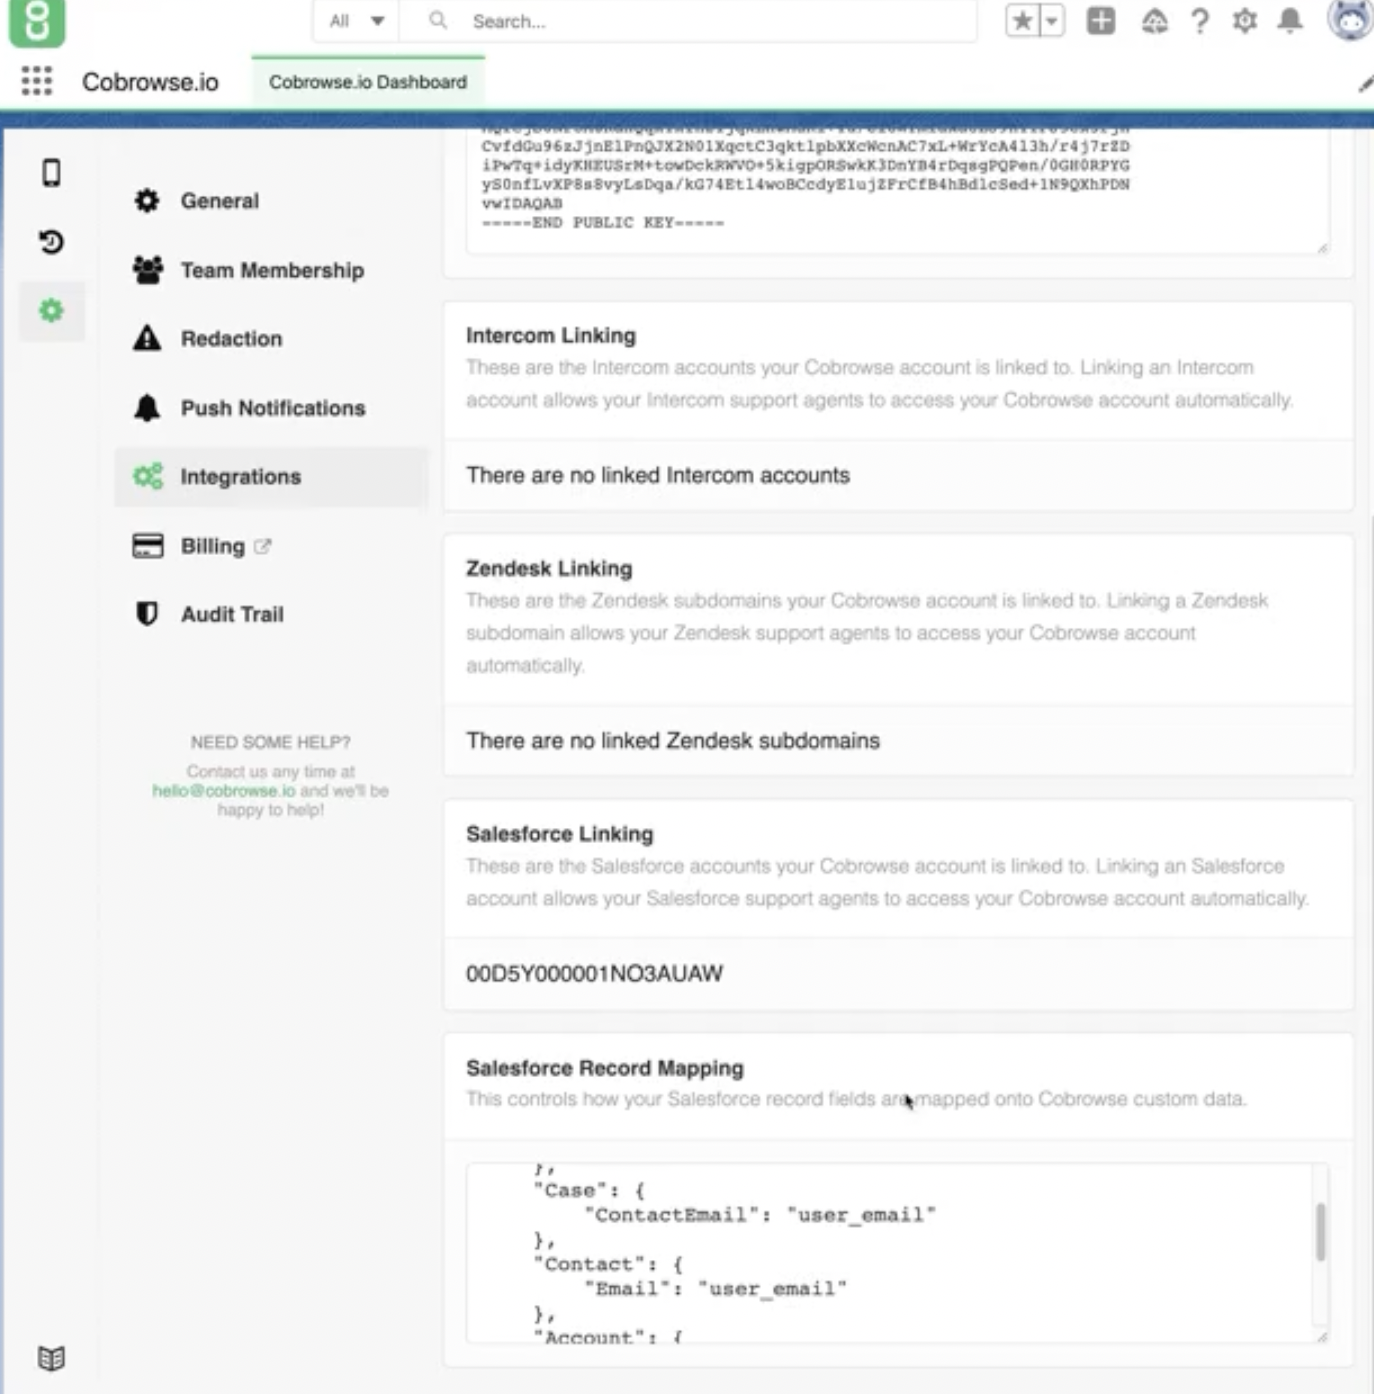 CO
All
Search...
Cobrowse.io
Cobrowse.io Dashboard
CvfdGu96zJjnElPnQJX2N01XqctC3qktlpbXXcWcnAC7xL+WrYcA4l3h/r4j7rZD
iPwTq+idyKHEUSrM+towDckRWVO+5kigpORSwkK3DnYB4rDqsgPQPen/0GH0RPYG
yS0nfLvXP8s8vyLsDqa/kG74Etl4woBCcdyElujZFrCfB4hBdlcSed+1N9QXhPDN
vwIDAQAB
-----END PUBLIC KEY-----
General
Team Membership
Redaction
Push Notifications
Integrations
Billing
Audit Trail
NEED SOME HELP?
Contact us any time at
hello@cobrowse.io and we'll be
happy to help!
Intercom Linking
These are the Intercom accounts your Cobrowse account is linked to. Linking an Intercom
account allows your Intercom support agents to access your Cobrowse account automatically.
There are no linked Intercom accounts
Zendesk Linking
These are the Zendesk subdomains your Cobrowse account is linked to. Linking a Zendesk
subdomain allows your Zendesk support agents to access your Cobrowse account
automatically.
There are no linked Zendesk subdomains
Salesforce Linking
These are the Salesforce accounts your Cobrowse account is linked to. Linking an Salesforce
account allows your Salesforce support agents to access your Cobrowse account automatically.
00D5Y000001NO3AUAW
Salesforce Record Mapping
This controls how your Salesforce record fields are mapped onto Cobrowse custom data.
},
"Case": {
"ContactEmail": "user_email"
},
"Contact": {
"Email": "user_email"
},
"Account": {